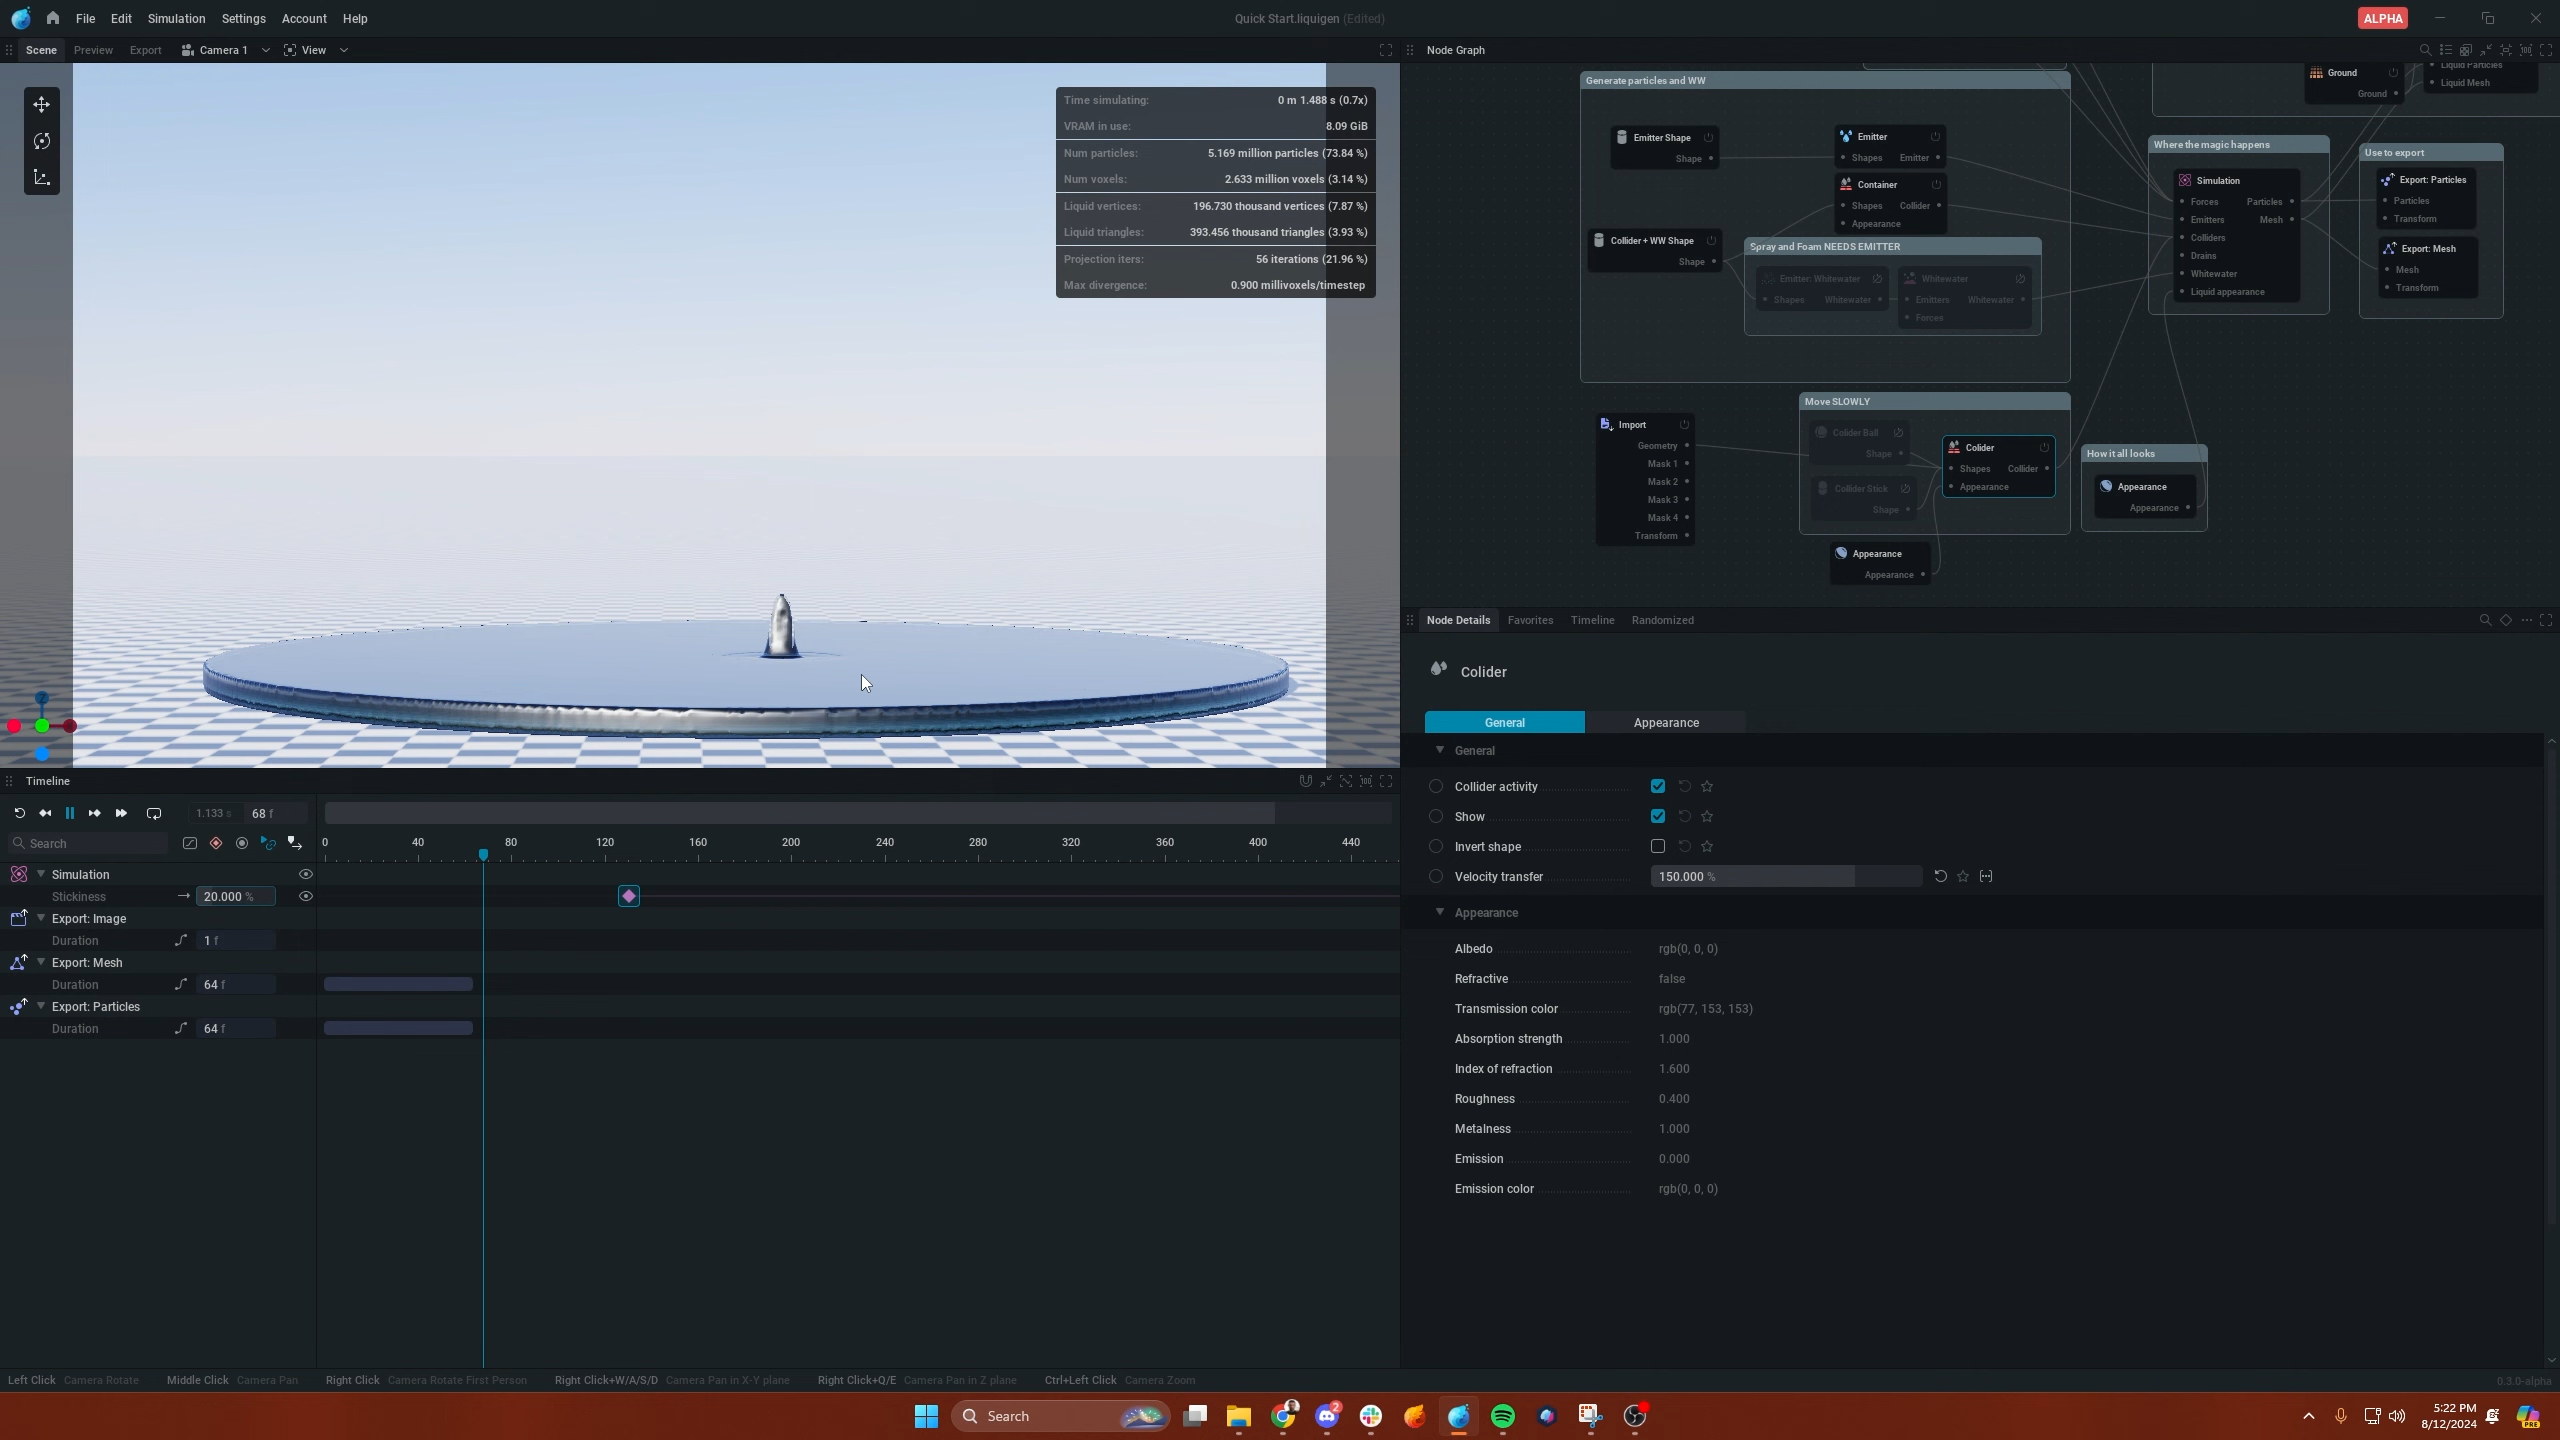 File Edit Simulation Settings Account Help
Quick Start.liquigen (Edited)
ALPHA
Scene Preview Export Camera 1 View
Time simulating: 0 m 1.488 s (0.7x)
VRAM in use: 8.09 GiB
Num particles: 5.169 million particles (73.84 %)
Num voxels: 2.633 million voxels (3.14 %)
Liquid vertices: 196.730 thousand vertices (7.87 %)
Liquid triangles: 393.456 thousand triangles (3.93 %)
Projection iters: 56 iterations (21.96 %)
Max divergence: 0.900 millivoxels/timestep
Node Graph
Generate particles and WW
Emitter Shape
Shape
Emitter
Shapes Emitter
Container
Shapes Collider
Appearance
Collider + WW Shape
Shape
Spray and Foam NEEDS EMITTER
Emitter: Whitewater
Shapes Whitewater
Whitewater
Emitters Whitewater
Forces
Ground
Ground
Liquid Particles
Liquid Mesh
Where the magic happens
Simulation
Forces Particles
Emitters Mesh
Colliders
Drains
Whitewater
Liquid appearance
Use to export
Export: Particles
Particles
Transform
Export: Mesh
Mesh
Transform
Import
Geometry
Mask 1
Mask 2
Mask 3
Mask 4
Transform
Move SLOWLY
Colider Ball
Shape
Collider Stick
Shape
Colider
Shapes Collider
Appearance
Appearance
Appearance
How it all looks
Appearance
Appearance
Node Details Favorites Timeline Randomized
Colider
General Appearance
General
Collider activity
Show
Invert shape
Velocity transfer 150.000 %
Appearance
Albedo rgb(0, 0, 0)
Refractive false
Transmission color rgb(77, 153, 153)
Absorption strength 1.000
Index of refraction 1.600
Roughness 0.400
Metalness 1.000
Emission 0.000
Emission color rgb(0, 0, 0)
Timeline
1.133 s 68 f
Search
0 40 80 120 160 200 240 280 320 360 400 440
Simulation
Stickiness 20.000 %
Export: Image
Duration 1 f
Export: Mesh
Duration 64 f
Export: Particles
Duration 64 f
Left Click Camera Rotate Middle Click Camera Pan Right Click Camera Rotate First Person Right Click+W/A/S/D Camera Pan in X-Y plane Right Click+Q/E Camera Pan in Z plane Ctrl+Left Click Camera Zoom
0.3.0-alpha
Search
2
5:22 PM
8/12/2024
PRE